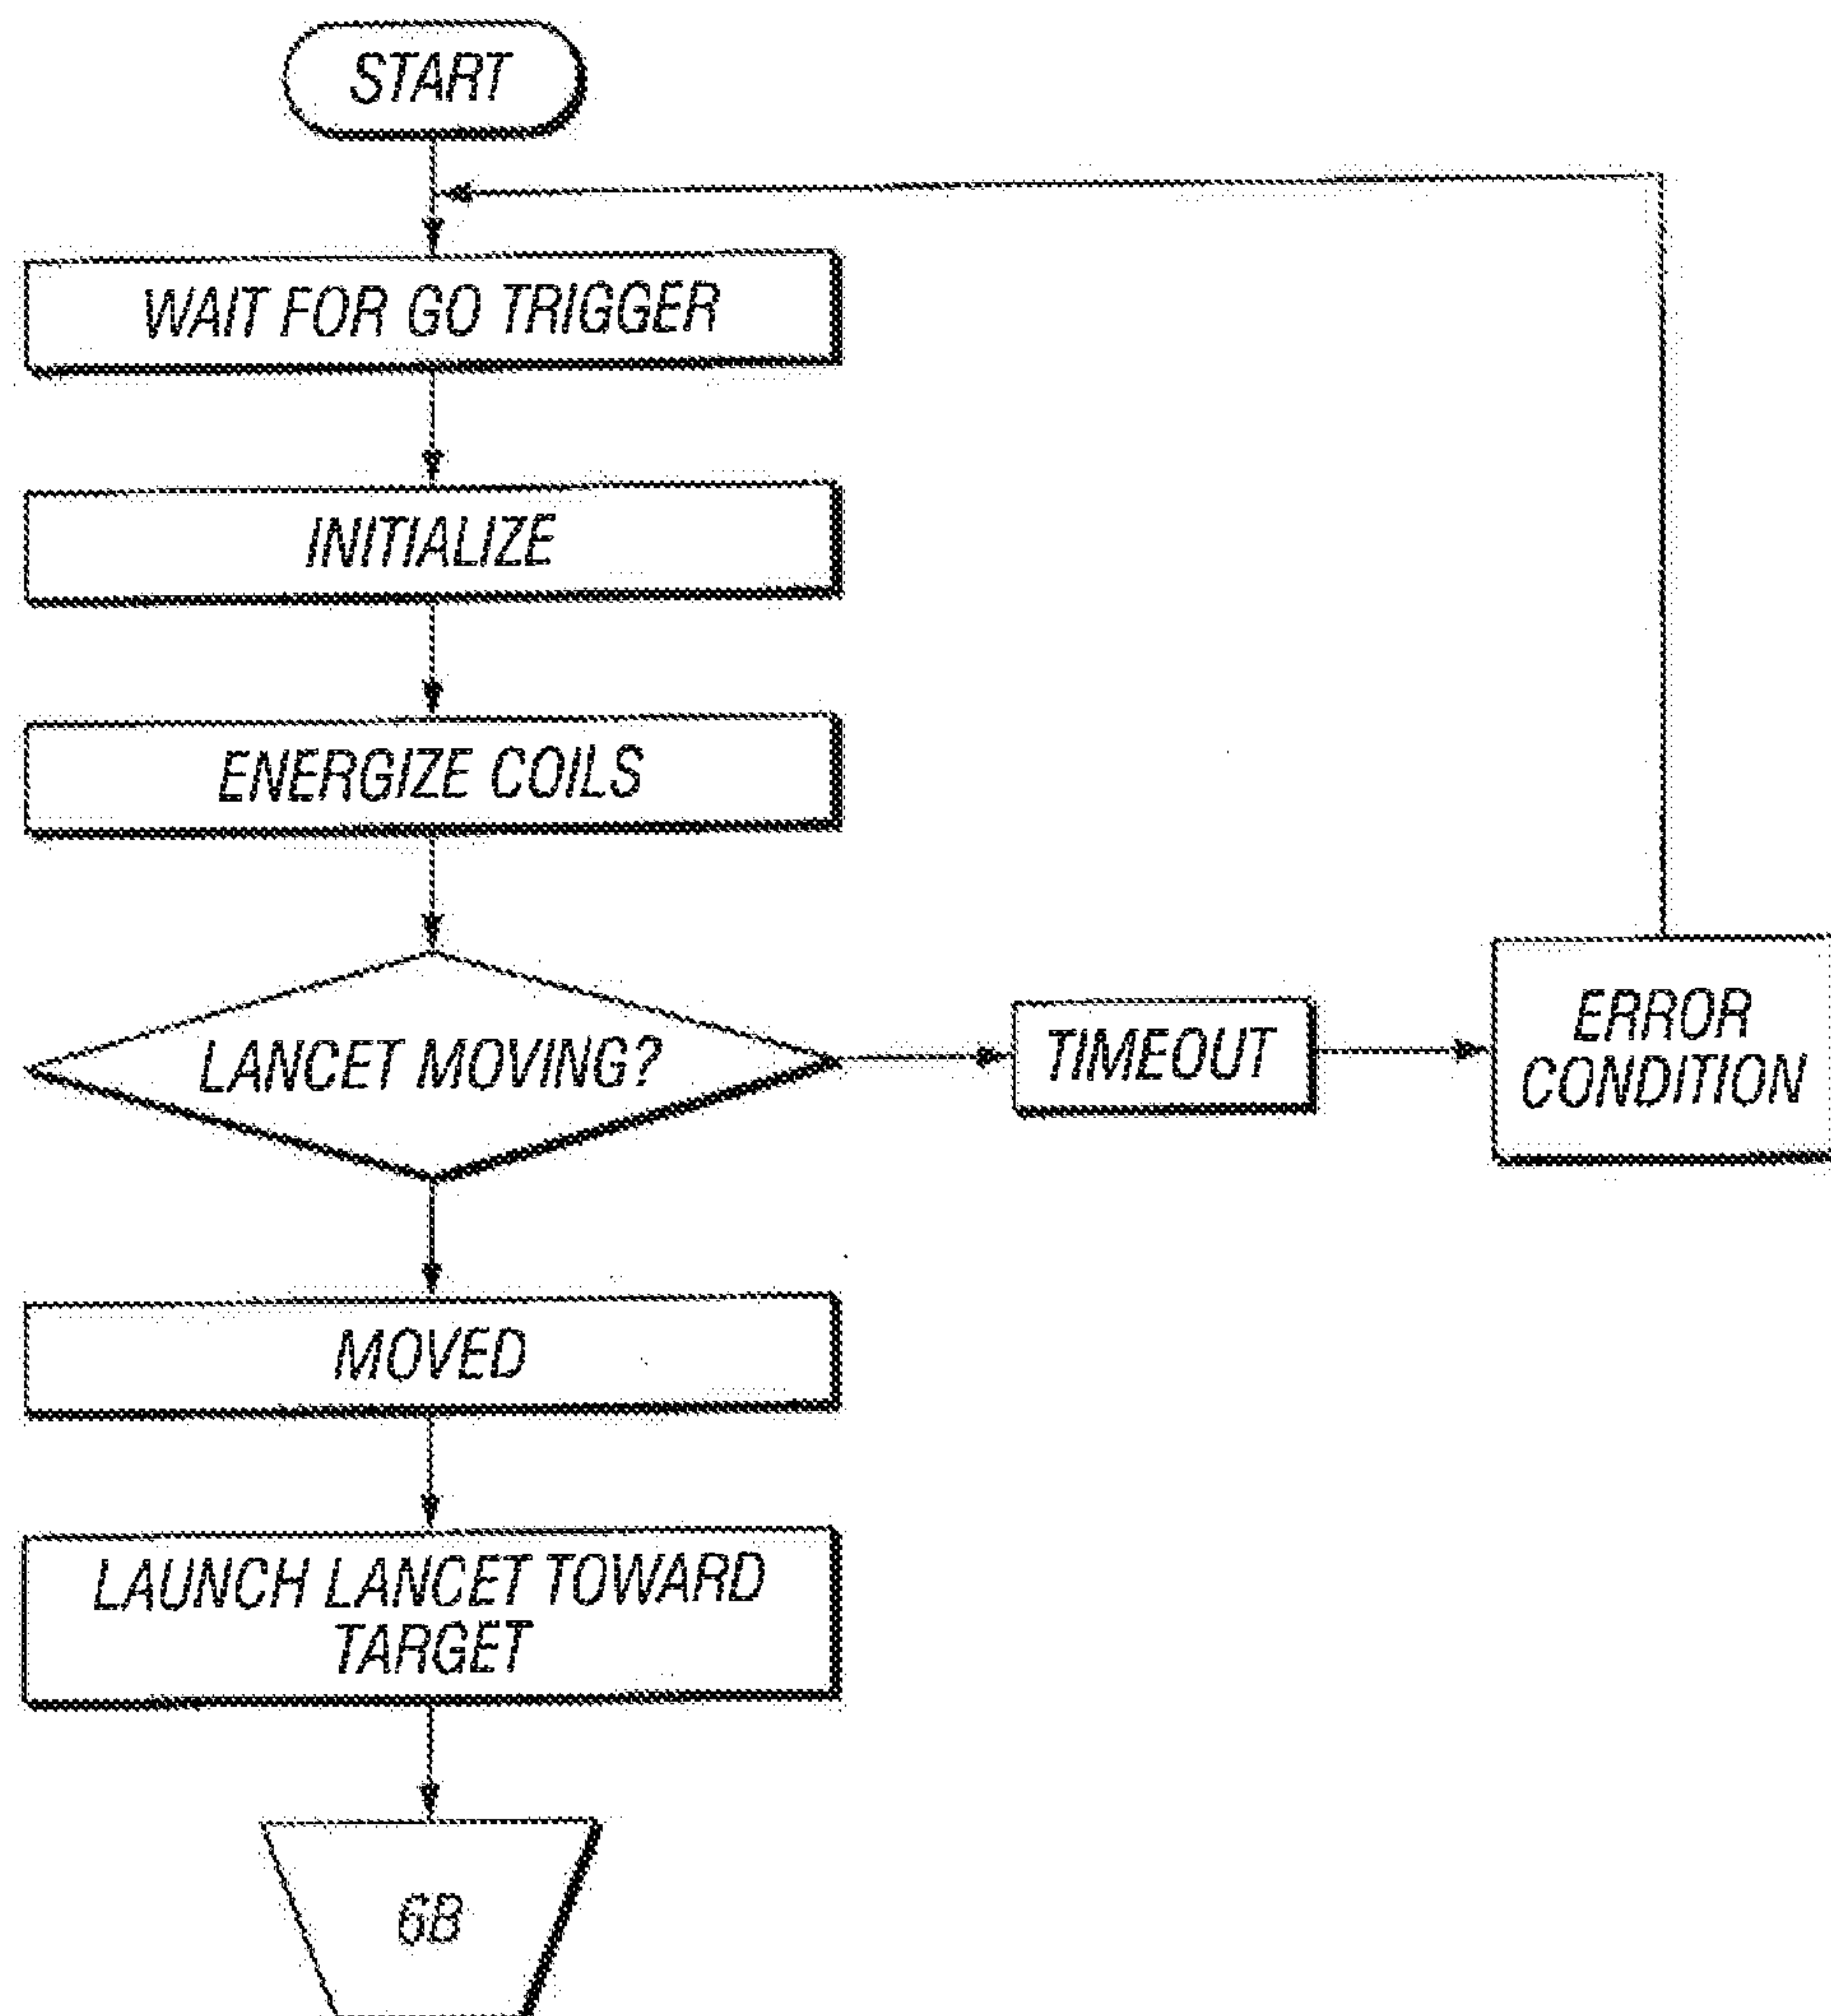 START
WAIT FOR GO TRIGGER
INITIALIZE
ENERGIZE COILS
LANCET MOVING?
TIMEOUT
ERROR
CONDITION
MOVED
LAUNCH LANCET TOWARD
TARGET
6B